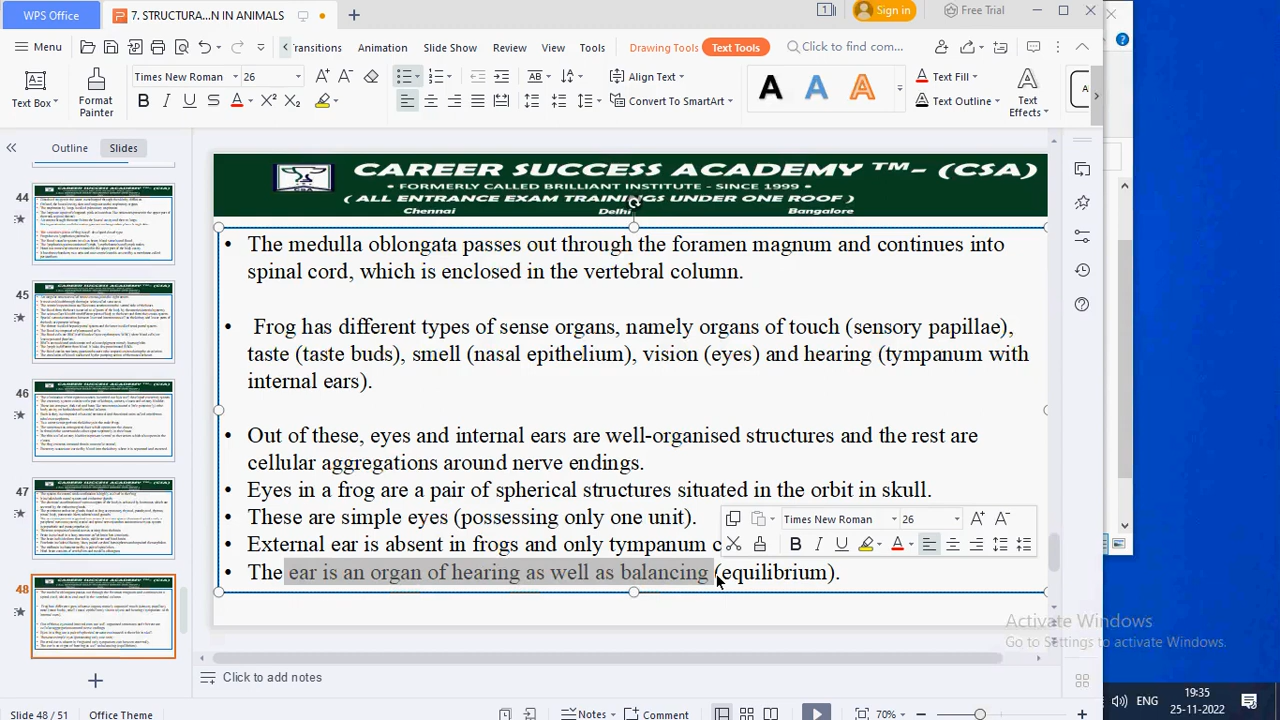 WPS Office
7. STRUCTURA...N IN ANIMALS
Sign in
Free Trial
Menu
Transitions
Animation
Slide Show
Review
View
Tools
Drawing Tools
Text Tools
Click to find com...
Text Box
Format Painter
Times New Roman
26
Align Text
Convert To SmartArt
Text Fill
Text Outline
Text Effects
Outline
Slides
44
45
46
47
48
CAREER SUCCESS ACADEMY ™- (CSA)
• FORMERLY BRILLIANT INSTITUTE - SINCE 1995
Chennai Delhi Bangalore
• The medulla oblongata passes out through the foramen magnum and continues into
spinal cord, which is enclosed in the vertebral column.
• Frog has different types of sense organs, namely organs of touch (sensory papillae),
taste (taste buds), smell (nasal epithelium), vision (eyes) and hearing (tympanum with
internal ears).
• Out of these, eyes and internal ears are well-organised structures and the rest are
cellular aggregations around nerve endings.
• Eyes in a frog are a pair of spherical structures situated in the orbit in skull.
• These are simple eyes (possessing only one unit).
• External ear is absent in frogs and only tympanum c
• The ear is an organ of hearing as well as balancing (equilibrium).
Times New Roman
26
Activate Windows
Go to Settings to activate Windows.
Click to add notes
Slide 48 / 51
Office Theme
Notes
Comment
70%
ENG
19:35
25-11-2022